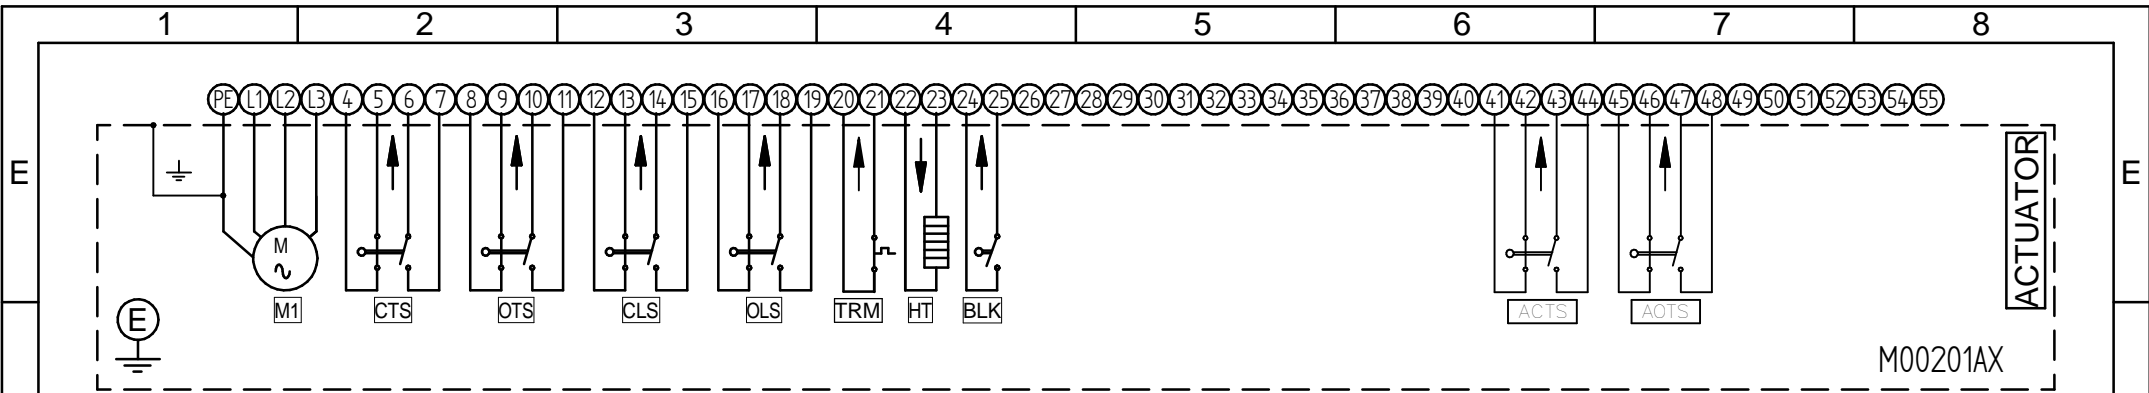 1 2 3 4 5 6 7 8
PE L1 L2 L3 4 5 6 7 8 9 10 11 12 13 14 15 16 17 18 19 20 21 22 23 24 25 26 27 28 29 30 31 32 33 34 35 36 37 38 39 40 41 42 43 44 45 46 47 48 49 50 51 52 53 54 55
E E
ACTUATOR
M
M1 CTS OTS CLS OLS TRM HT BLK ACTS AOTS
E
M00201AX